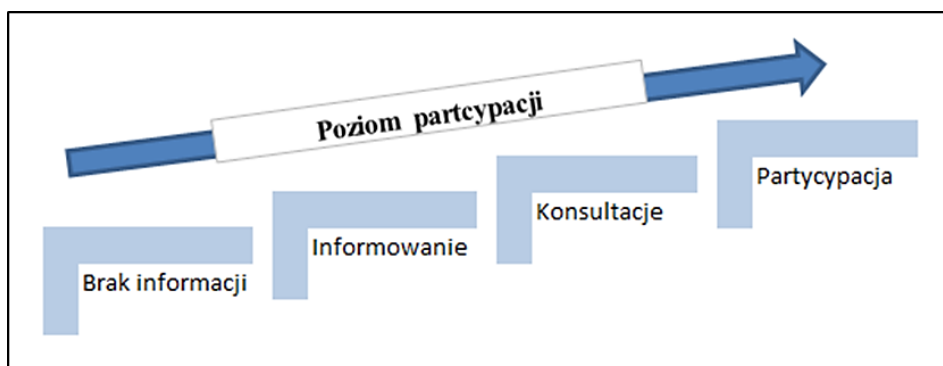 Poziom partcypacji
Partycypacja
Konsultacje
Informowanie
Brak informacji